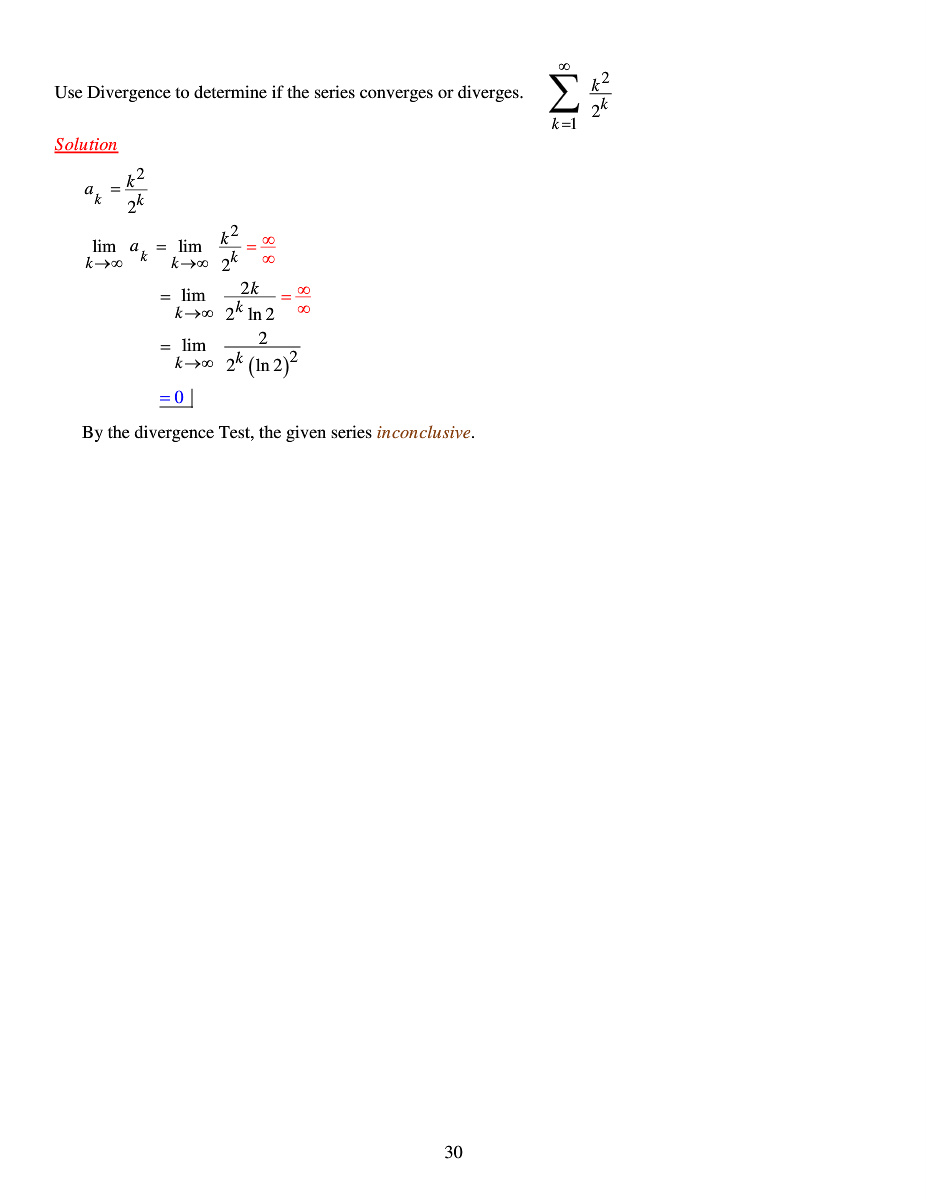 Use Divergence to determine if the series converges or diverges. $\sum_{k=1}^{\infty} \frac{k^2}{2^k}$
Solution
$a_k = \frac{k^2}{2^k}$
$\lim_{k \to \infty} a_k = \lim_{k \to \infty} \frac{k^2}{2^k} = \frac{\infty}{\infty}$
$= \lim_{k \to \infty} \frac{2k}{2^k \ln 2} = \frac{\infty}{\infty}$
$= \lim_{k \to \infty} \frac{2}{2^k (\ln 2)^2}$
$= 0$
By the divergence Test, the given series inconclusive.
30